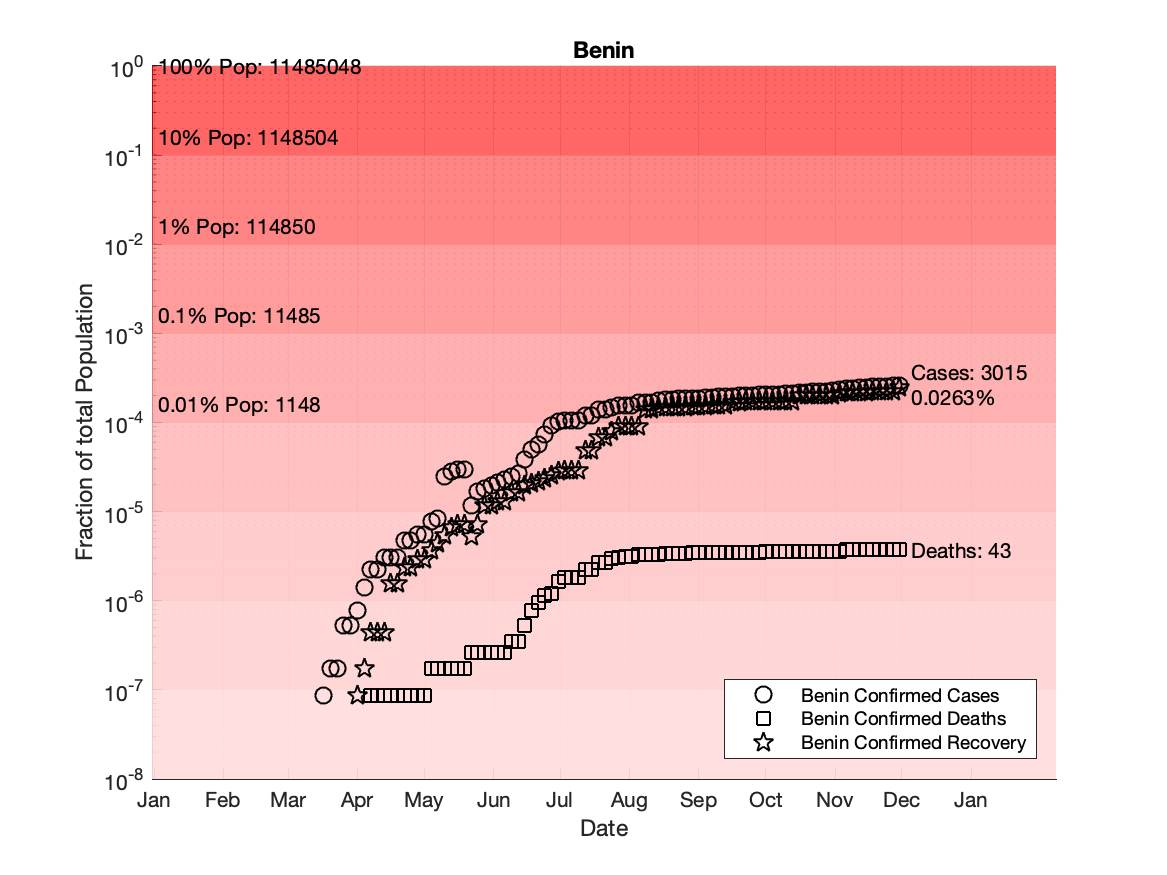 Benin
10^0
10^-1
10^-2
10^-3
10^-4
10^-5
10^-6
10^-7
10^-8
Fraction of total Population
100% Pop: 11485048
10% Pop: 1148504
1% Pop: 114850
0.1% Pop: 11485
0.01% Pop: 1148
Cases: 3015
0.0263%
Deaths: 43
Benin Confirmed Cases
Benin Confirmed Deaths
Benin Confirmed Recovery
Jan Feb Mar Apr May Jun Jul Aug Sep Oct Nov Dec Jan
Date